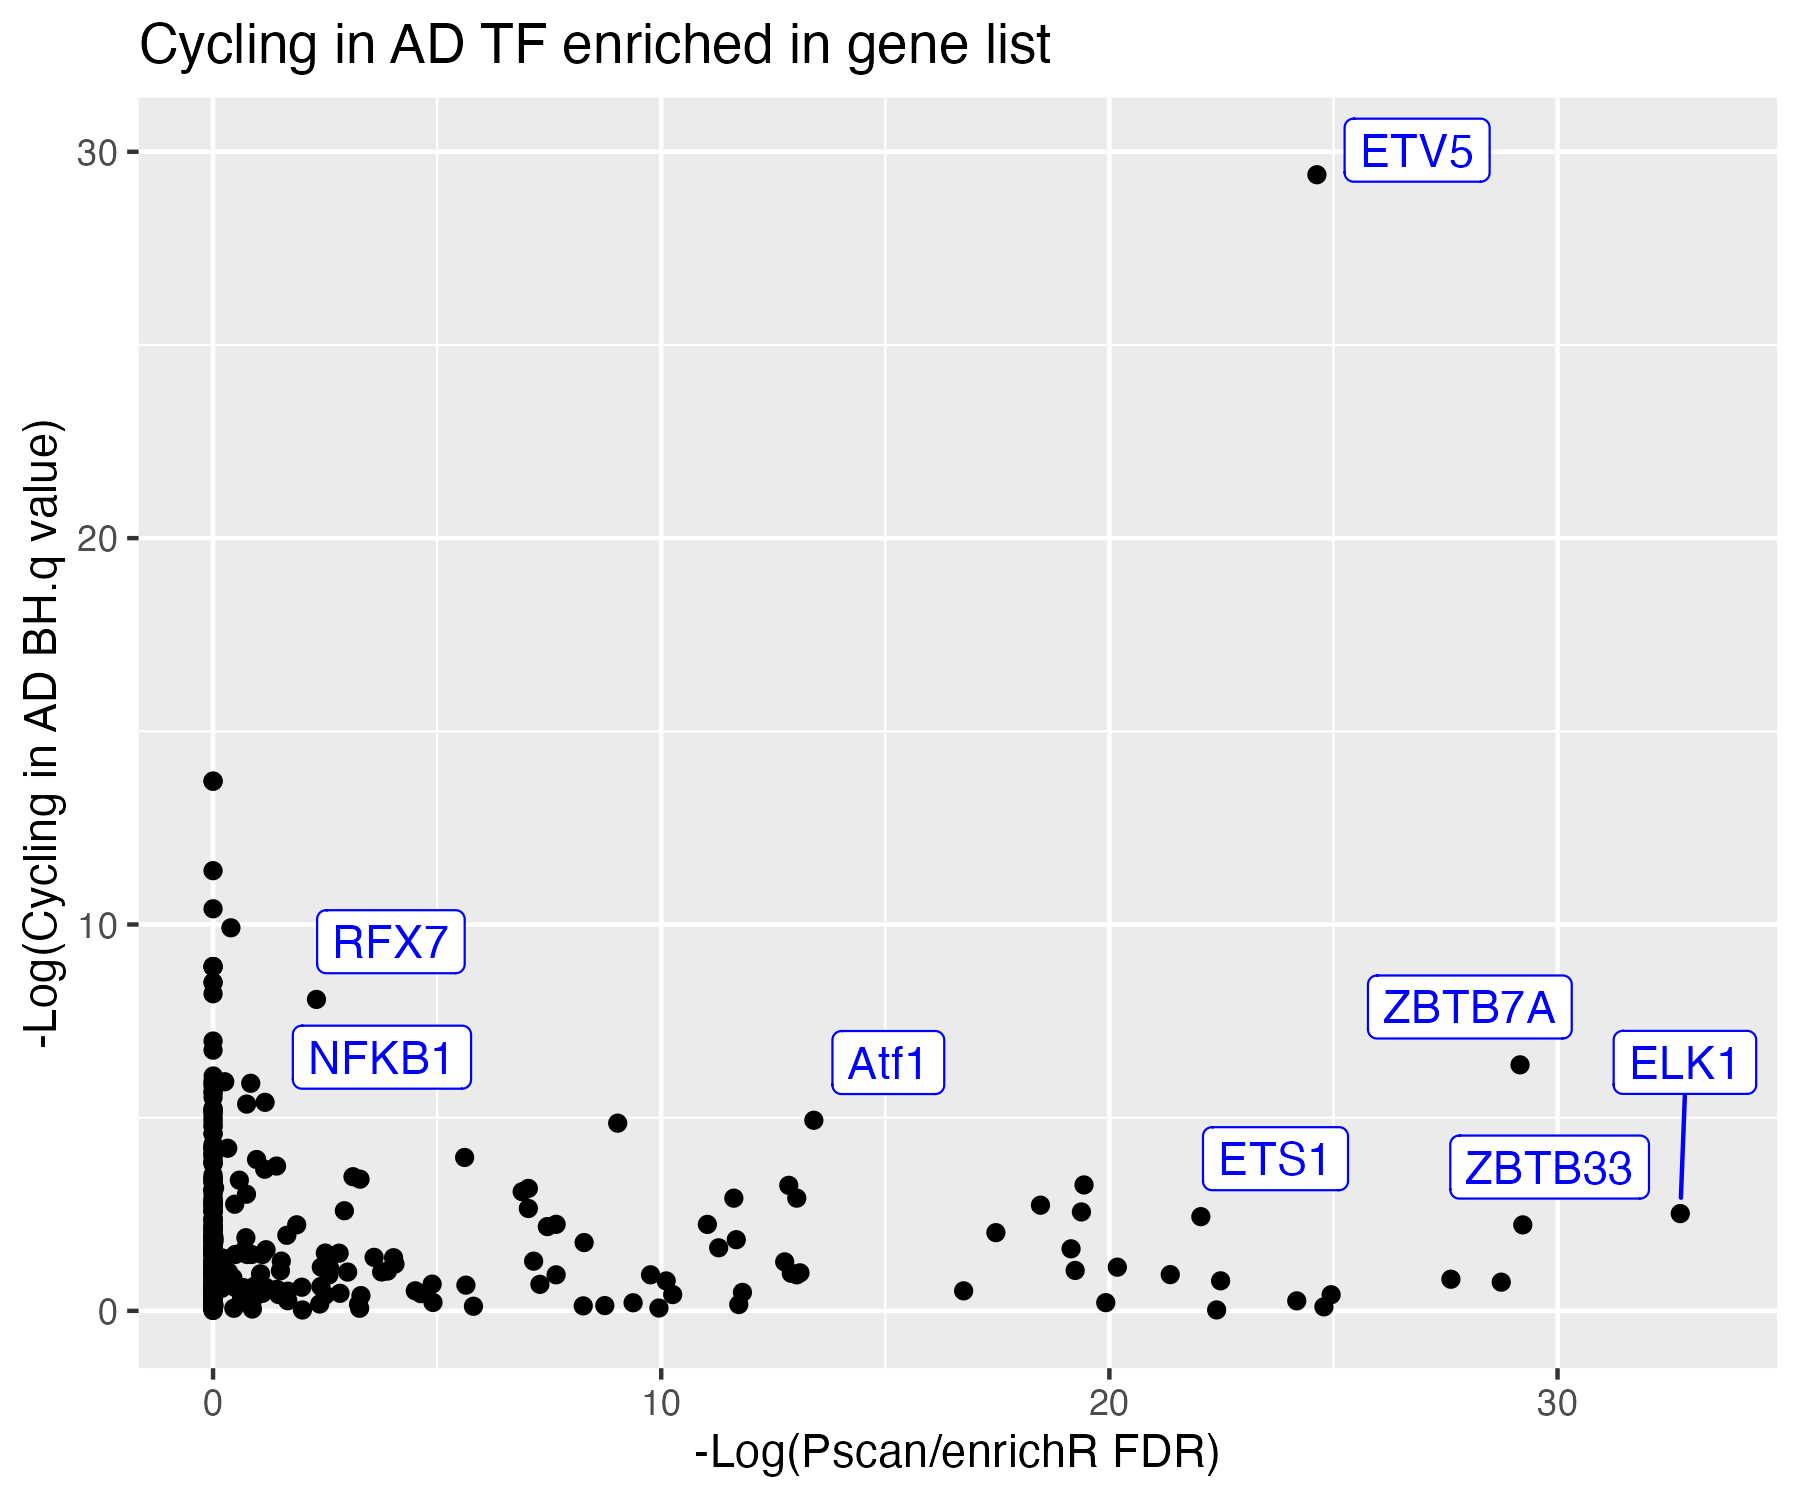 Cycling in AD TF enriched in gene list
-Log(Cycling in AD BH.q value)
30
20
10
0
ETV5
RFX7
NFKB1
Atf1
ZBTB7A
ELK1
ETS1
ZBTB33
0
10
20
30
-Log(Pscan/enrichR FDR)